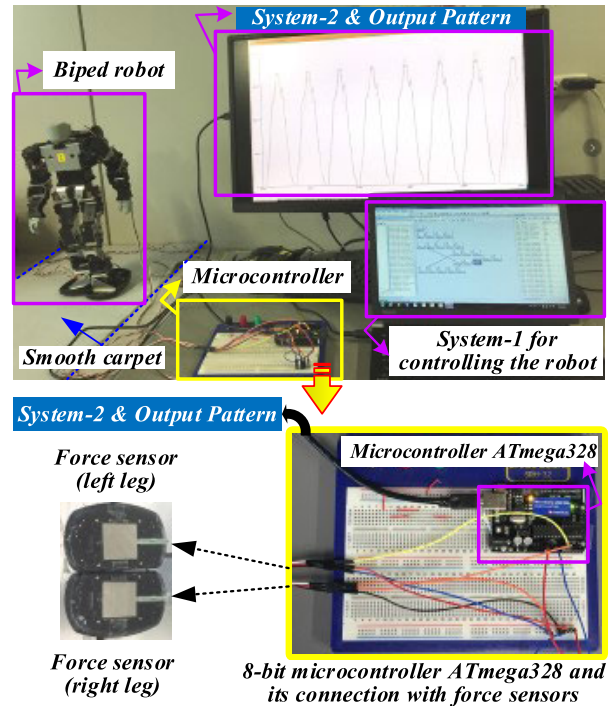 System-2 & Output Pattern
Biped robot
Microcontroller
Smooth carpet
System-1 for
controlling the robot
System-2 & Output Pattern
Microcontroller ATmega328
Force sensor
(left leg)
Force sensor
(right leg)
8-bit microcontroller ATmega328 and
its connection with force sensors